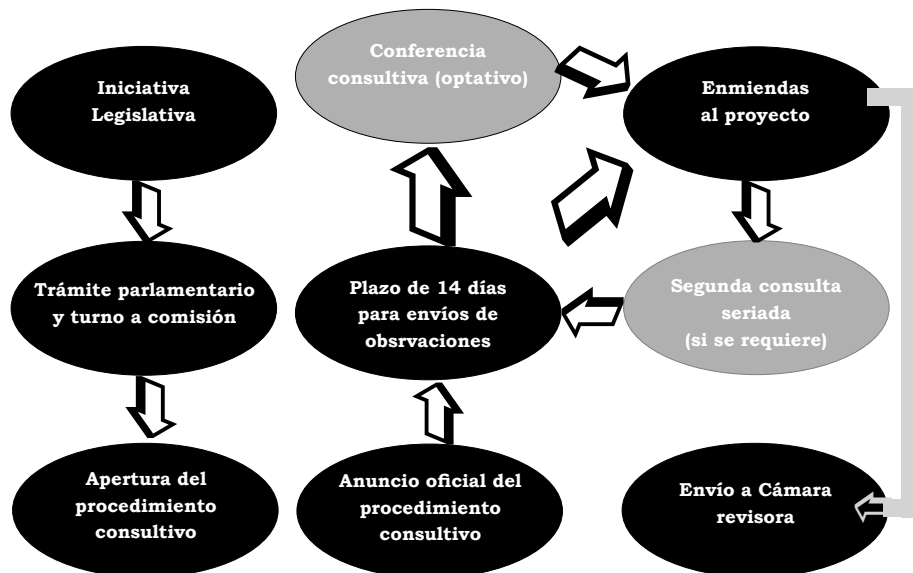 Iniciativa
Legislativa
Trámite parlamentario
y turno a comisión
Apertura del
procedimiento
consultivo
Anuncio oficial del
procedimiento
consultivo
Plazo de 14 días
para envíos de
obsrvaciones
Conferencia
consultiva (optativo)
Enmiendas
al proyecto
Segunda consulta
seriada
(si se requiere)
Envío a Cámara
revisora